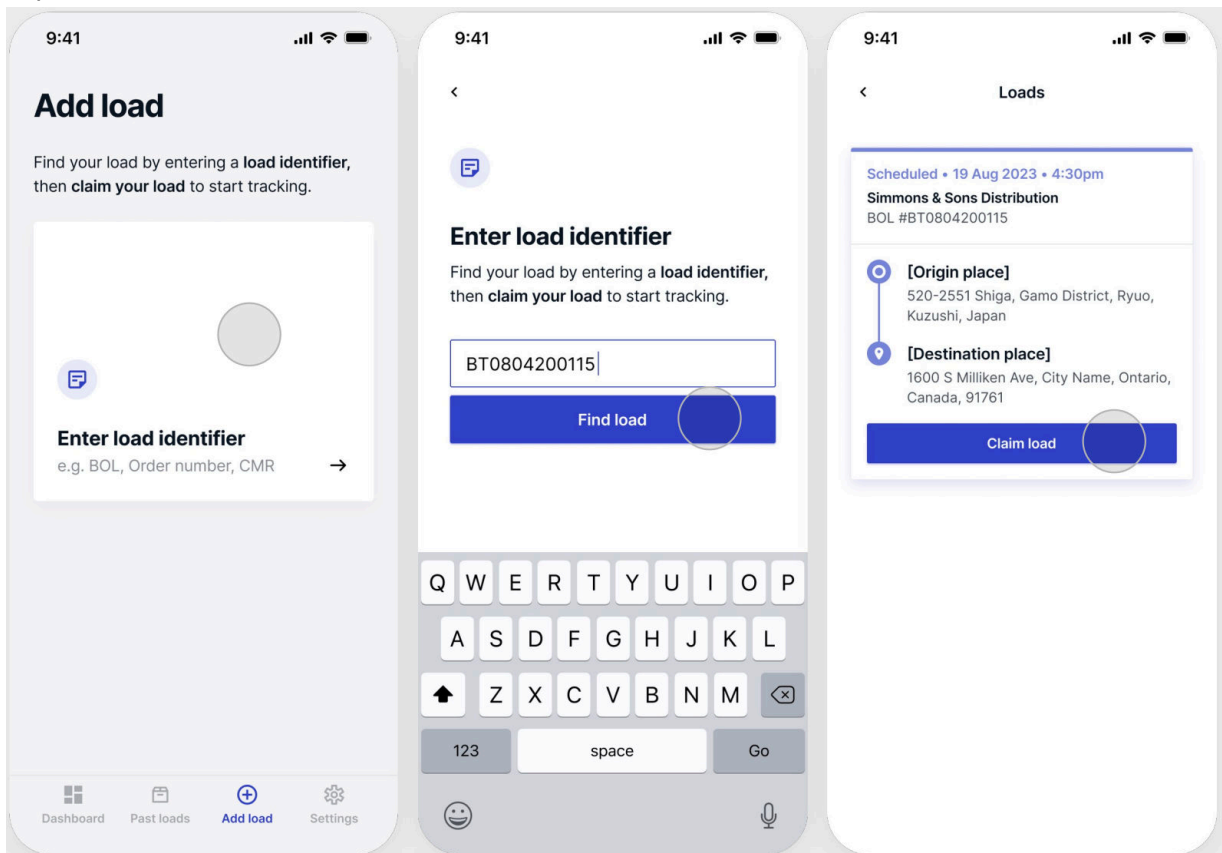 9:41
Add load
Find your load by entering a load identifier,
then claim your load to start tracking.
Enter load identifier
e.g. BOL, Order number, CMR
Dashboard
Past loads
Add load
Settings
9:41
Enter load identifier
Find your load by entering a load identifier,
then claim your load to start tracking.
BT0804200115
Find load
Q W E R T Y U I O P
A S D F G H J K L
Z X C V B N M
123 space Go
9:41
Loads
Scheduled • 19 Aug 2023 • 4:30pm
Simmons & Sons Distribution
BOL #BT0804200115
[Origin place]
520-2551 Shiga, Gamo District, Ryuo,
Kuzushi, Japan
[Destination place]
1600 S Milliken Ave, City Name, Ontario,
Canada, 91761
Claim load